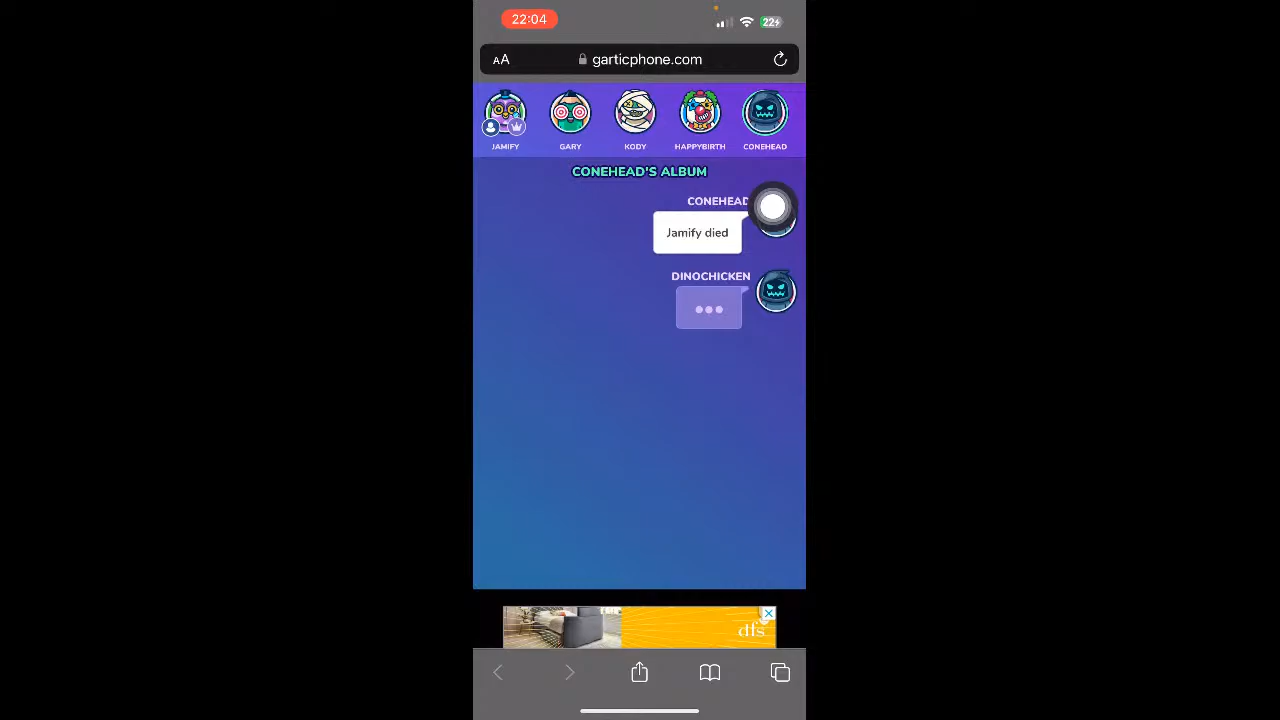 22:04
22
AA garticphone.com
JAMIFY GARY KODY HAPPYBIRTH CONEHEAD
CONEHEAD'S ALBUM
CONEHEAD
Jamify died
DINOCHICKEN
dfs